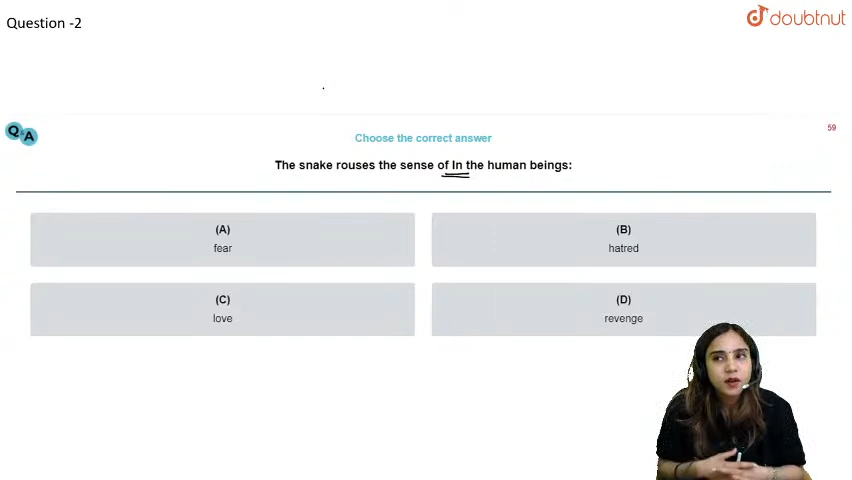 Question -2
doubtnut
Q A
59
Choose the correct answer
The snake rouses the sense of In the human beings:
(A)
fear
(B)
hatred
(C)
love
(D)
revenge